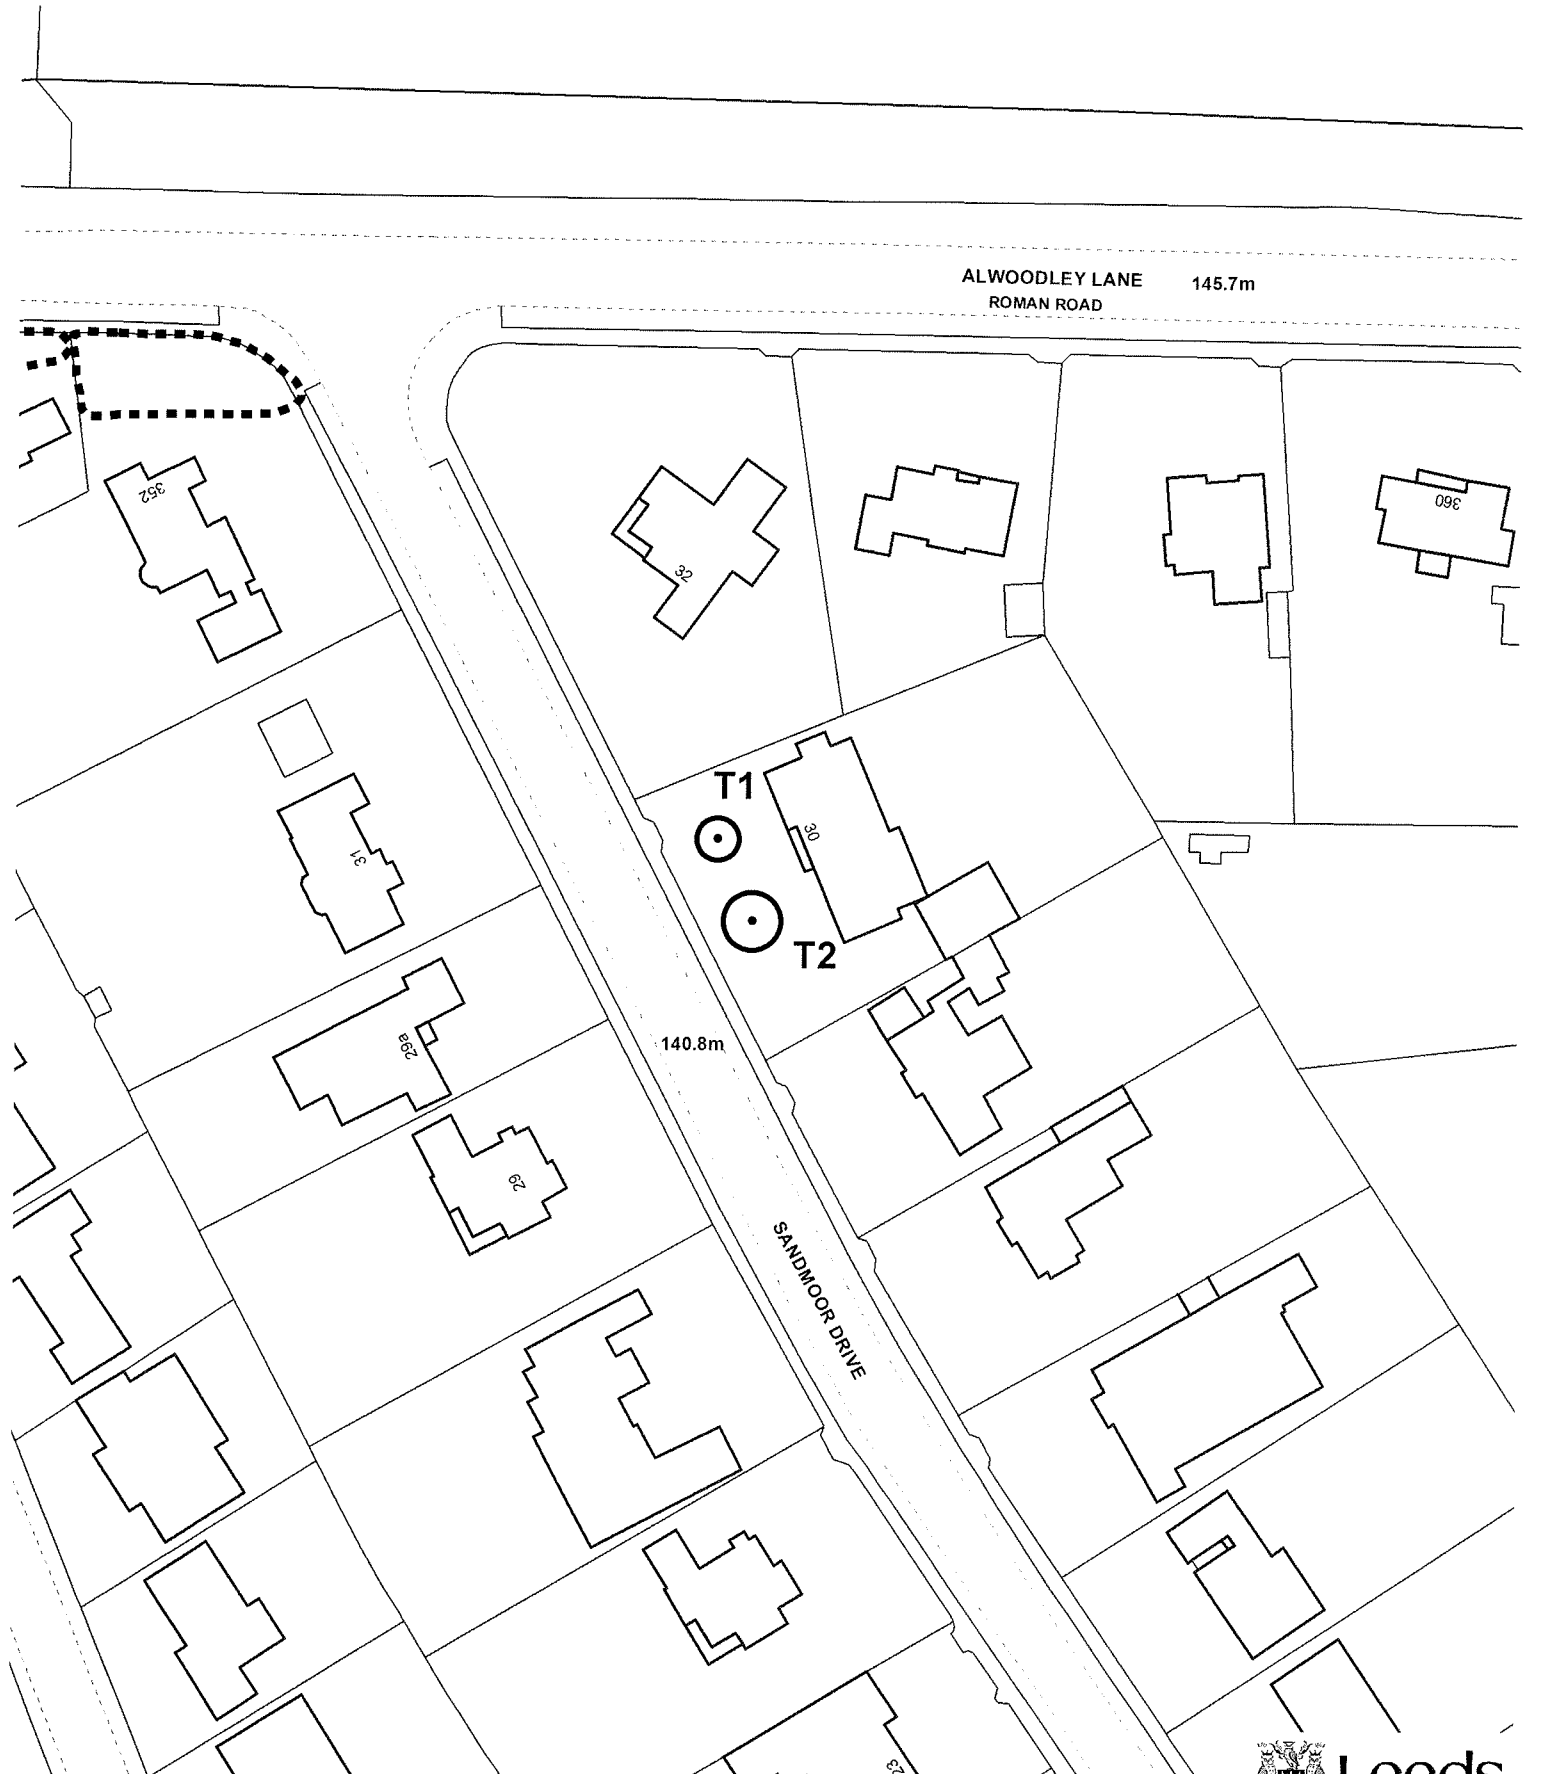 ALWOODLEY LANE 145.7m
ROMAN ROAD
352
360
32
T1
30
31
T2
29a
140.8m
29
SANDMOOR DRIVE
23
Leeds